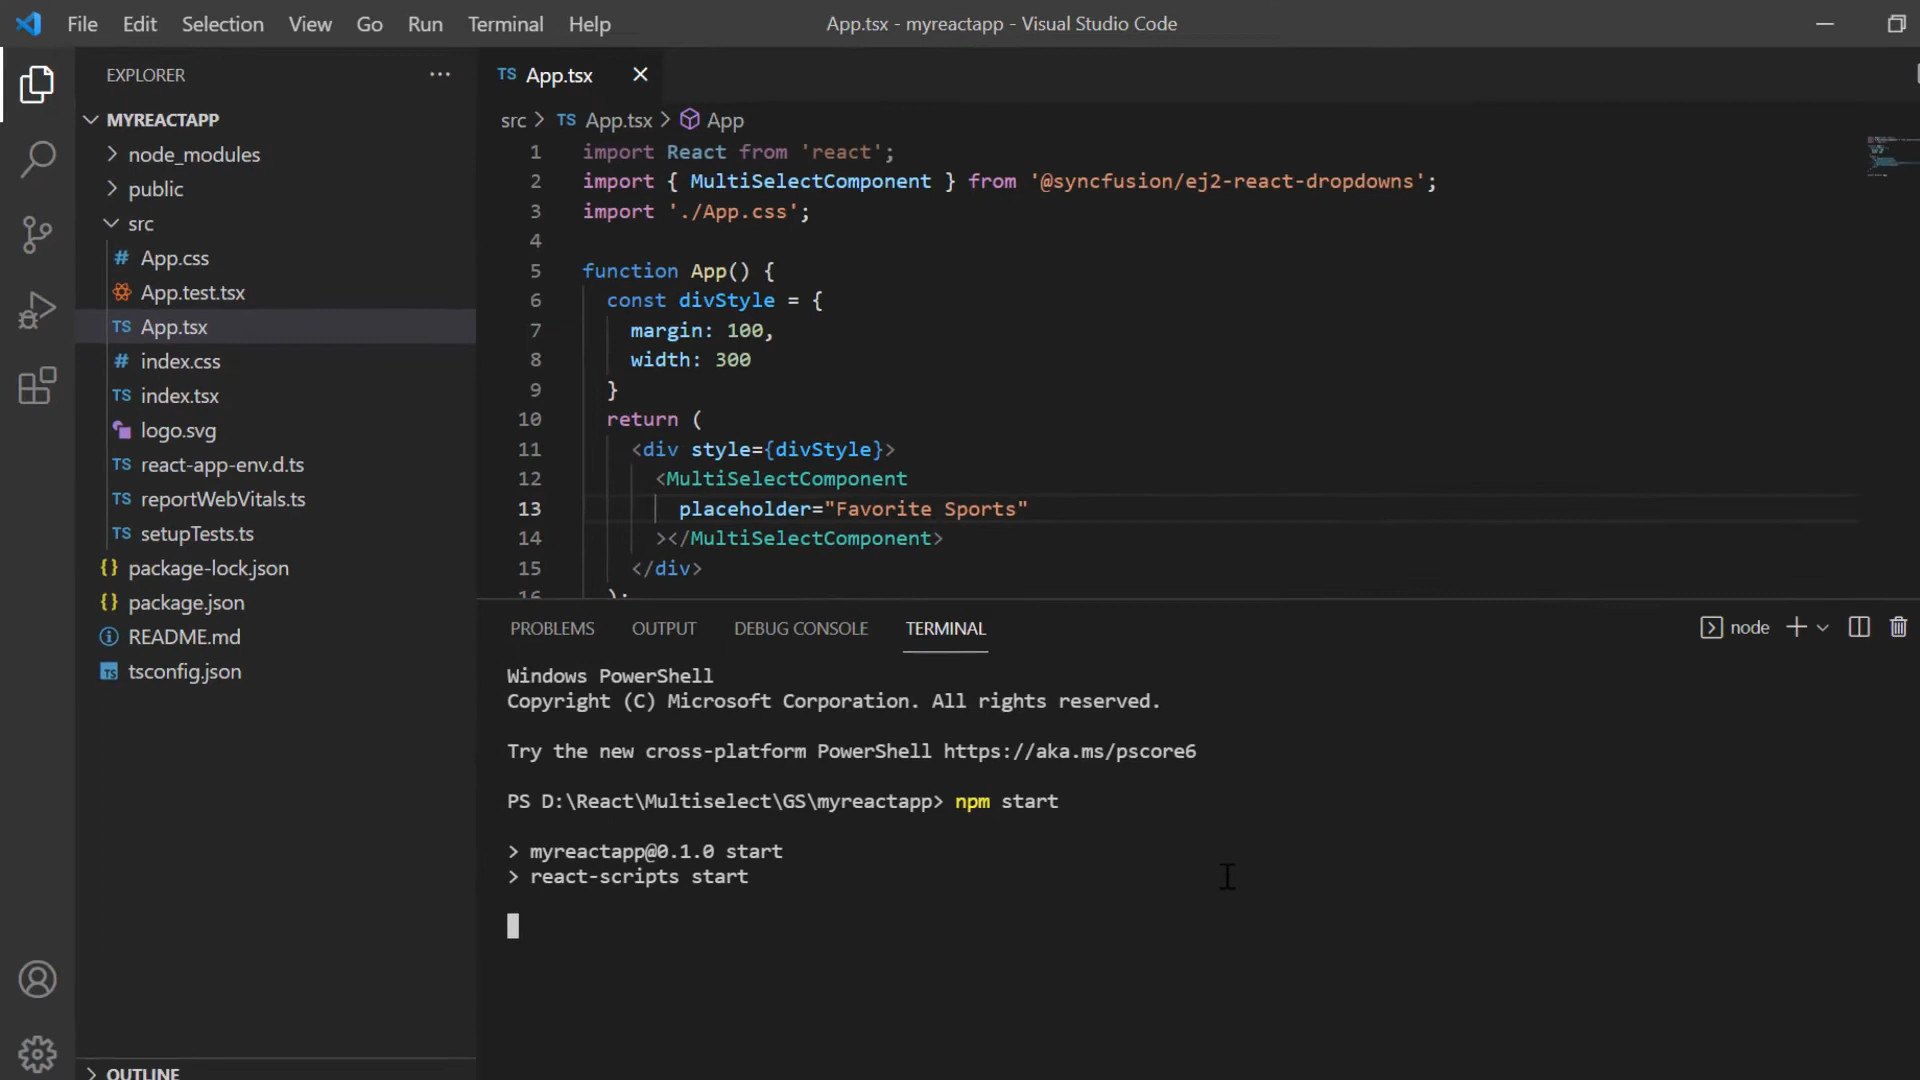 File Edit Selection View Go Run Terminal Help
App.tsx - myreactapp - Visual Studio Code
EXPLORER
MYREACTAPP
node_modules
public
src
# App.css
App.test.tsx
TS App.tsx
# index.css
TS index.tsx
logo.svg
TS react-app-env.d.ts
TS reportWebVitals.ts
TS setupTests.ts
{} package-lock.json
{} package.json
README.md
TS tsconfig.json
OUTLINE
TS App.tsx
src > TS App.tsx > App
1 import React from 'react';
2 import { MultiSelectComponent } from '@syncfusion/ej2-react-dropdowns';
3 import './App.css';
4
5 function App() {
6 const divStyle = {
7 margin: 100,
8 width: 300
9 }
10 return (
11 <div style={divStyle}>
12 <MultiSelectComponent
13 placeholder="Favorite Sports"
14 ></MultiSelectComponent>
15 </div>
16 );
PROBLEMS OUTPUT DEBUG CONSOLE TERMINAL
node
Windows PowerShell
Copyright (C) Microsoft Corporation. All rights reserved.
Try the new cross-platform PowerShell https://aka.ms/pscore6
PS D:\React\Multiselect\GS\myreactapp> npm start
> myreactapp@0.1.0 start
> react-scripts start